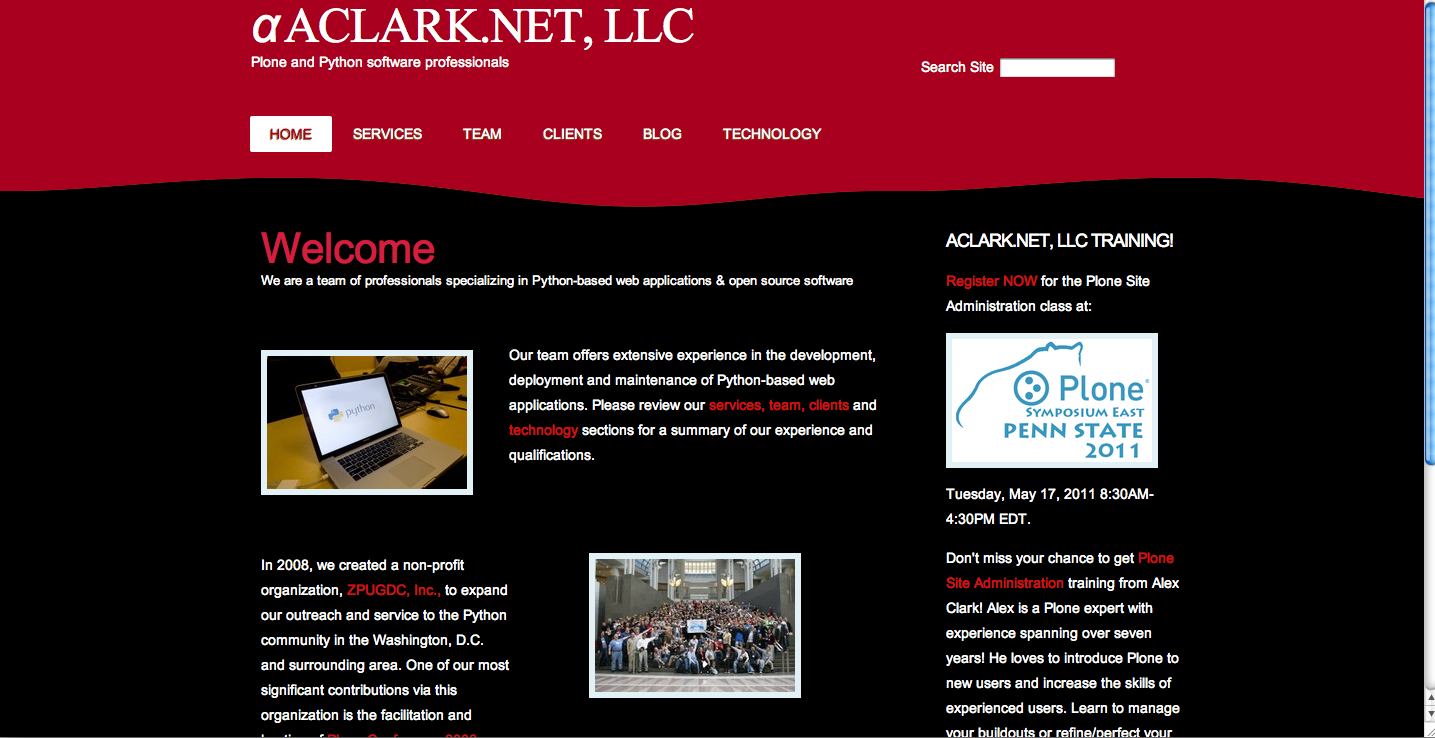 αACLARK.NET, LLC
Plone and Python software professionals
Search Site
HOME SERVICES TEAM CLIENTS BLOG TECHNOLOGY
Welcome
We are a team of professionals specializing in Python-based web applications & open source software
python
Our team offers extensive experience in the development,
deployment and maintenance of Python-based web
applications. Please review our services, team, clients and
technology sections for a summary of our experience and
qualifications.
In 2008, we created a non-profit
organization, ZPUGDC, Inc., to expand
our outreach and service to the Python
community in the Washington, D.C.
and surrounding area. One of our most
significant contributions via this
organization is the facilitation and
ACLARK.NET, LLC TRAINING!
Register NOW for the Plone Site
Administration class at:
Plone®
SYMPOSIUM EAST
PENN STATE
2011
Tuesday, May 17, 2011 8:30AM-
4:30PM EDT.
Don't miss your chance to get Plone
Site Administration training from Alex
Clark! Alex is a Plone expert with
experience spanning over seven
years! He loves to introduce Plone to
new users and increase the skills of
experienced users. Learn to manage
your buildouts or refine/perfect your